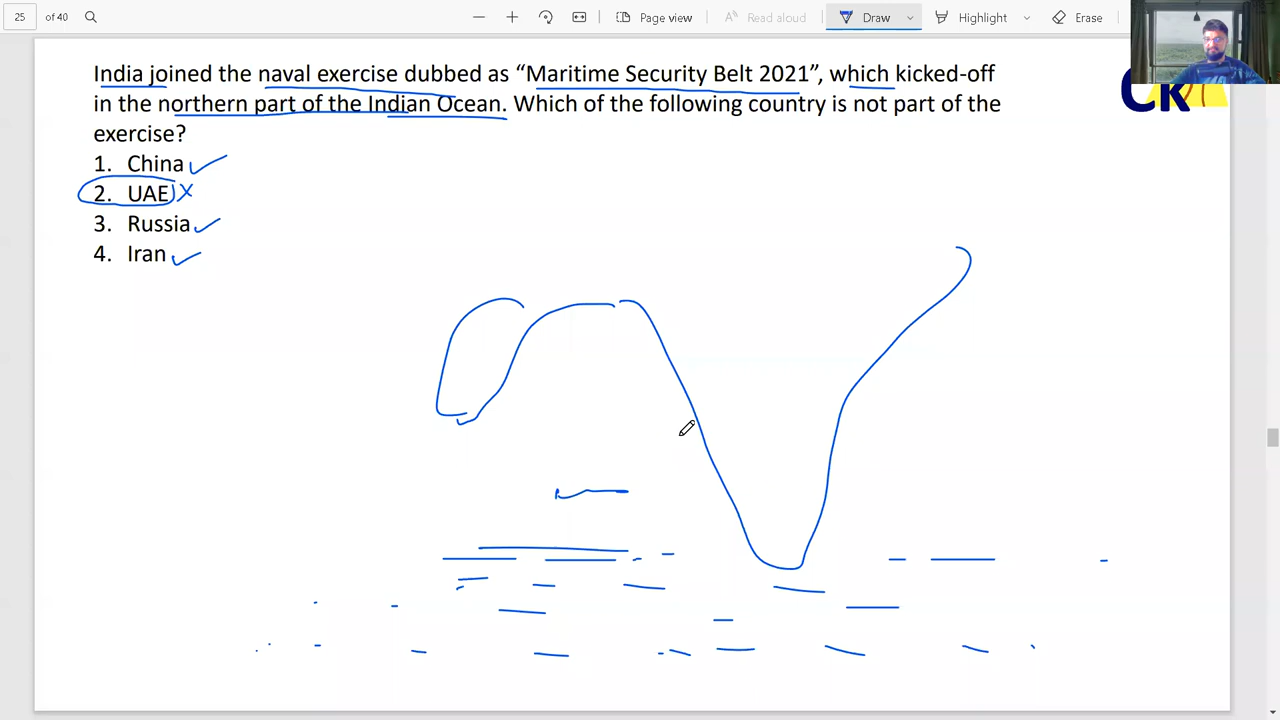 25 of 40 Page view Read aloud Draw Highlight Erase
India joined the naval exercise dubbed as “Maritime Security Belt 2021”, which kicked-off
in the northern part of the Indian Ocean. Which of the following country is not part of the
exercise?
1. China
2. UAE
3. Russia
4. Iran
CK